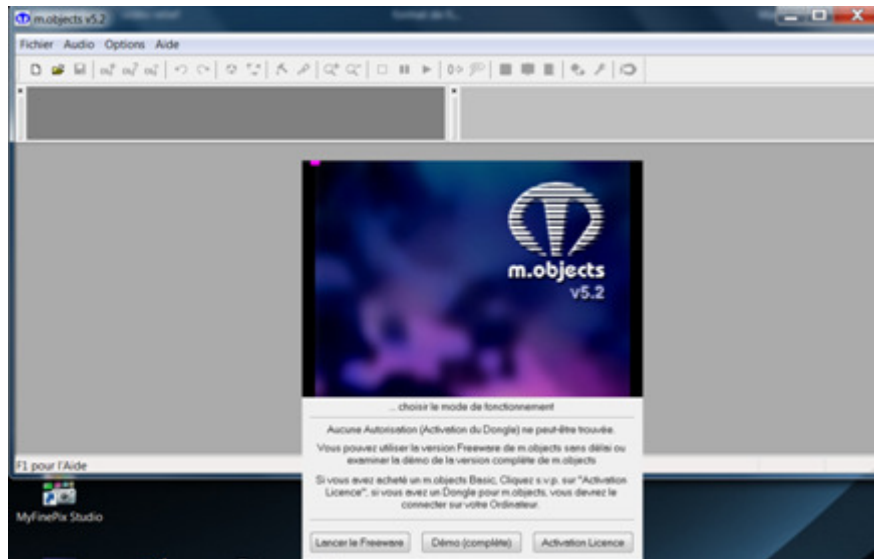 m.objects v5.2
Fichier Audio Options Aide
m.objects
v5.2
... choisir le mode de fonctionnement
Aucune Autorisation (Activation du Dongle) ne peut-être trouvée.
Vous pouvez utiliser la version Freeware de m.objects sans délai ou
examiner la démo de la version complète de m.objects
Si vous avez acheté un m.objects Basic, Cliquez s.v.p. sur "Activation
Licence", si vous avez un Dongle pour m.objects, vous devrez le
connecter sur votre Ordinateur.
Lancer le Freeware Démo (complète) Activation Licence
F1 pour l'Aide
MyFinePix Studio